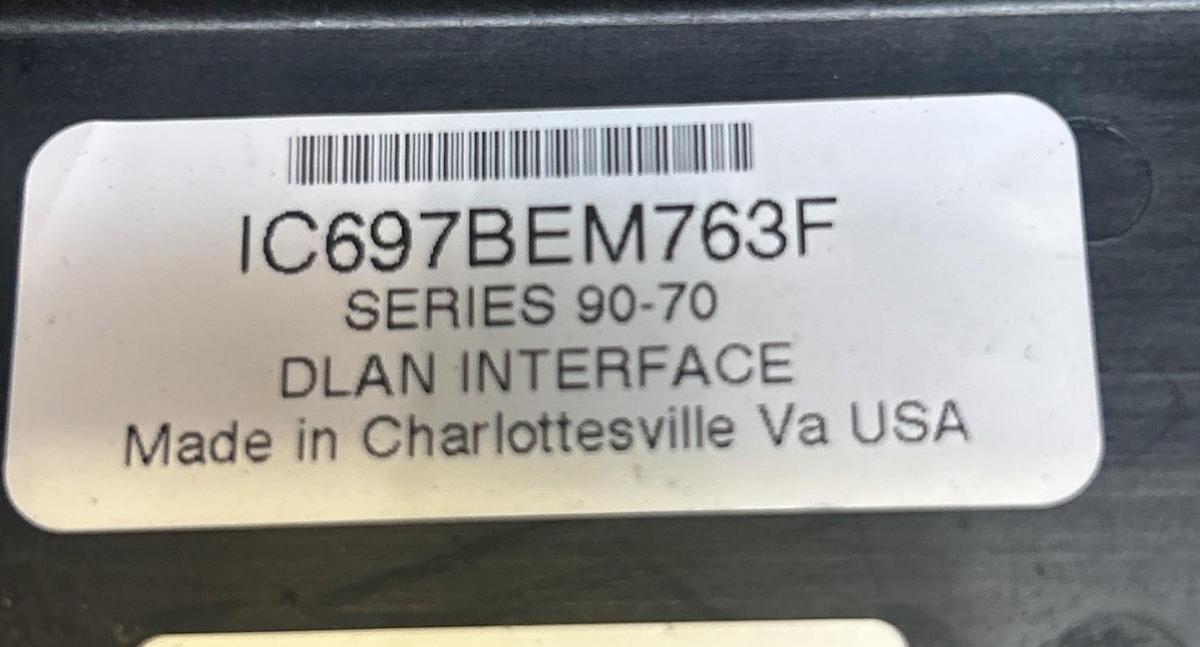 IC697BEM763F
SERIES 90-70
DLAN INTERFACE
Made in Charlottesville Va USA